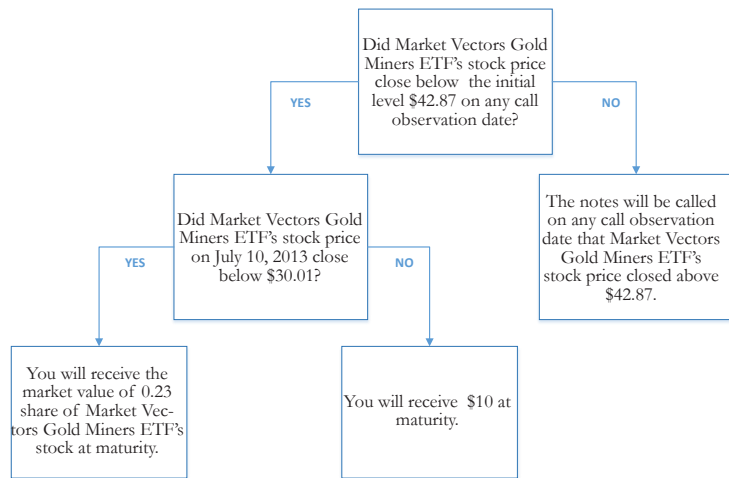 Did Market Vectors Gold
Miners ETF's stock price
close below the initial
level $42.87 on any call
observation date?
YES
NO
Did Market Vectors Gold
Miners ETF's stock price
on July 10, 2013 close
below $30.01?
The notes will be called
on any call observation
date that Market Vectors
Gold Miners ETF's
stock price closed above
$42.87.
YES
NO
You will receive the
market value of 0.23
share of Market Vec-
tors Gold Miners ETF's
stock at maturity.
You will receive $10 at
maturity.